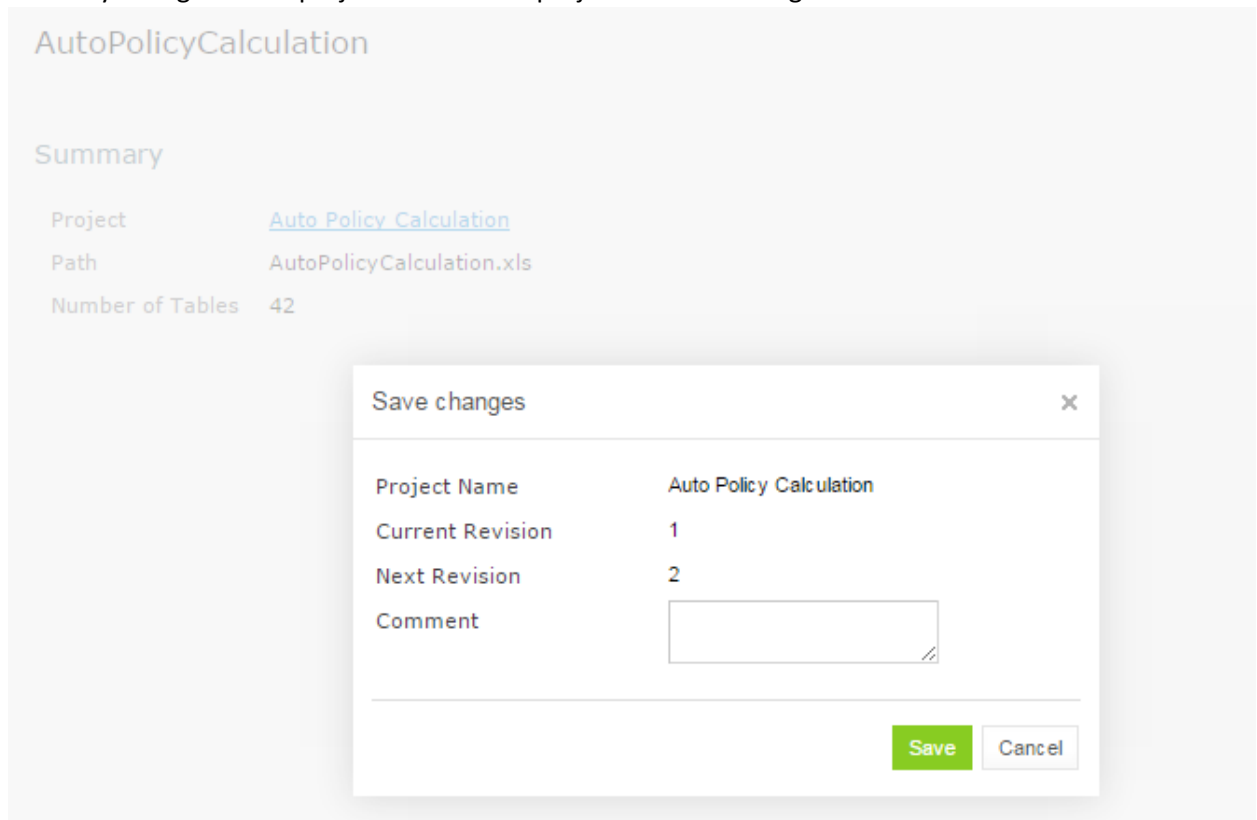 AutoPolicyCalculation
Summary
Project Auto Policy Calculation
Path AutoPolicyCalculation.xls
Number of Tables 42
Save changes ×
Project Name Auto Policy Calculation
Current Revision 1
Next Revision 2
Comment
Save Cancel